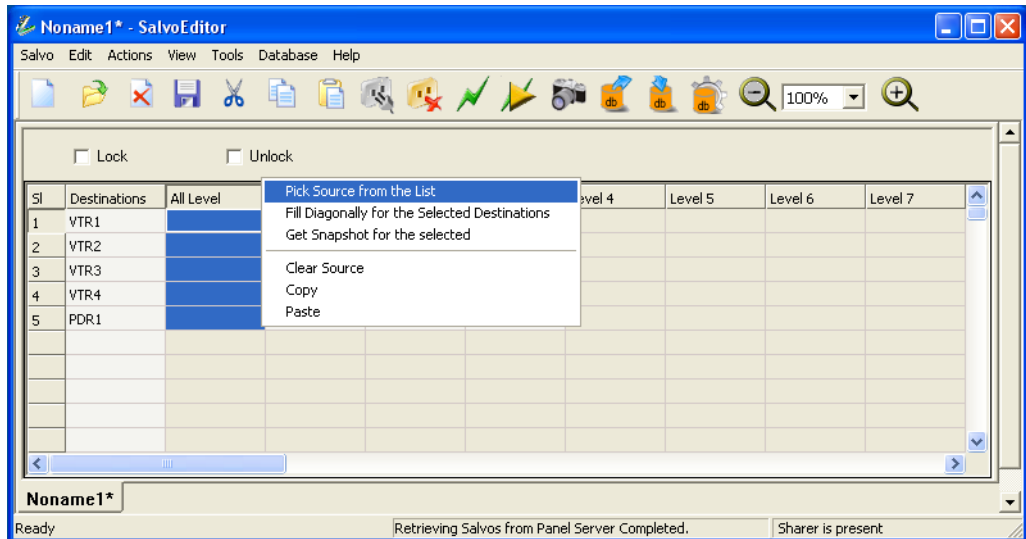 Noname1* - SalvoEditor
Salvo Edit Actions View Tools Database Help
db db db 100%
Lock Unlock
Sl Destinations All Level evel 4 Level 5 Level 6 Level 7
1 VTR1
2 VTR2
3 VTR3
4 VTR4
5 PDR1
Pick Source from the List
Fill Diagonally for the Selected Destinations
Get Snapshot for the selected
Clear Source
Copy
Paste
Noname1*
Ready Retrieving Salvos from Panel Server Completed. Sharer is present